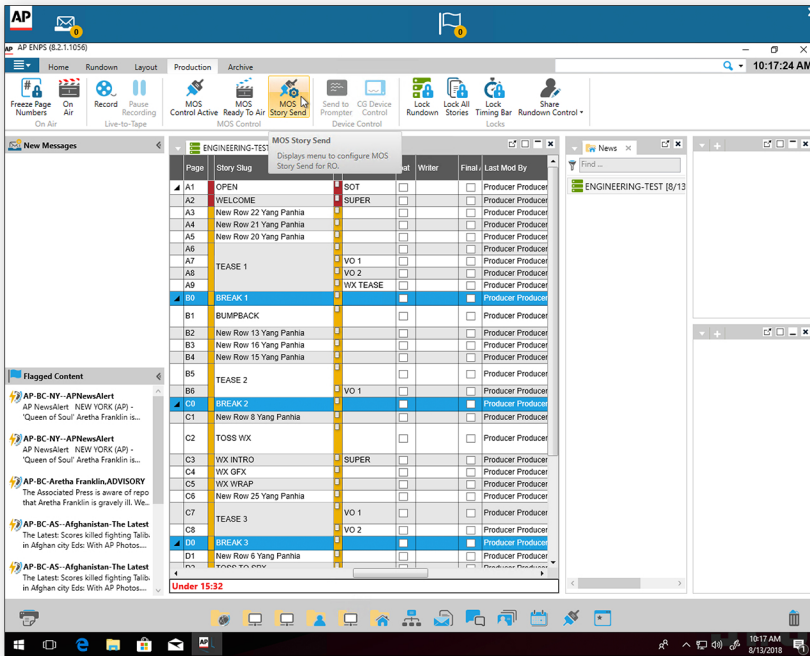 AP
0
0
AP AP ENPS (8.2.1.1056)
Home Rundown Layout Production Archive
10:17:24 AM
Freeze Page Numbers
On Air
Record
Pause Recording
MOS Control Active
MOS Ready To Air
MOS Story Send
Send to Prompter
CG Device Control
Lock Rundown
Lock All Stories
Lock Timing Bar
Share Rundown Control
On Air Live-to-Tape MOS Control Device Control Locks
MOS Story Send
Displays menu to configure MOS
Story Send for RO.
New Messages
ENGINEERING-TEST
Page Story Slug Writer Last Mod By
A1 OPEN SOT Producer Producer
A2 WELCOME SUPER Producer Producer
A3 New Row 22 Yang Panhia Producer Producer
A4 New Row 21 Yang Panhia Producer Producer
A5 New Row 20 Yang Panhia Producer Producer
A6 Producer Producer
A7 TEASE 1 VO 1 Producer Producer
A8 VO 2 Producer Producer
A9 WX TEASE Producer Producer
B0 BREAK 1 Producer Producer
B1 BUMPBACK Producer Producer
B2 New Row 13 Yang Panhia Producer Producer
B3 New Row 16 Yang Panhia Producer Producer
B4 New Row 15 Yang Panhia Producer Producer
B5 TEASE 2 Producer Producer
B6 VO 1 Producer Producer
C0 BREAK 2 Producer Producer
C1 New Row 8 Yang Panhia Producer Producer
C2 TOSS WX Producer Producer
C3 WX INTRO SUPER Producer Producer
C4 WX GFX Producer Producer
C5 WX WRAP Producer Producer
C6 New Row 25 Yang Panhia Producer Producer
C7 TEASE 3 VO 1 Producer Producer
C8 VO 2 Producer Producer
D0 BREAK 3 Producer Producer
D1 New Row 6 Yang Panhia Producer Producer
Under 15:32
News
Find ...
ENGINEERING-TEST [8/13
Flagged Content
AP-BC-NY--APNewsAlert
AP NewsAlert NEW YORK (AP) -
'Queen of Soul' Aretha Franklin is...
AP-BC-NY--APNewsAlert
AP NewsAlert NEW YORK (AP) -
'Queen of Soul' Aretha Franklin is...
AP-BC-Aretha Franklin,ADVISORY
The Associated Press is aware of repo
that Aretha Franklin is gravely ill. We...
AP-BC-AS--Afghanistan-The Latest
The Latest: Scores killed fighting Talib.
in Afghan city Eds: With AP Photos....
AP-BC-AS--Afghanistan-The Latest
The Latest: Scores killed fighting Talib.
in Afghan city Eds: With AP Photos....
AP
10:17 AM
8/13/2018